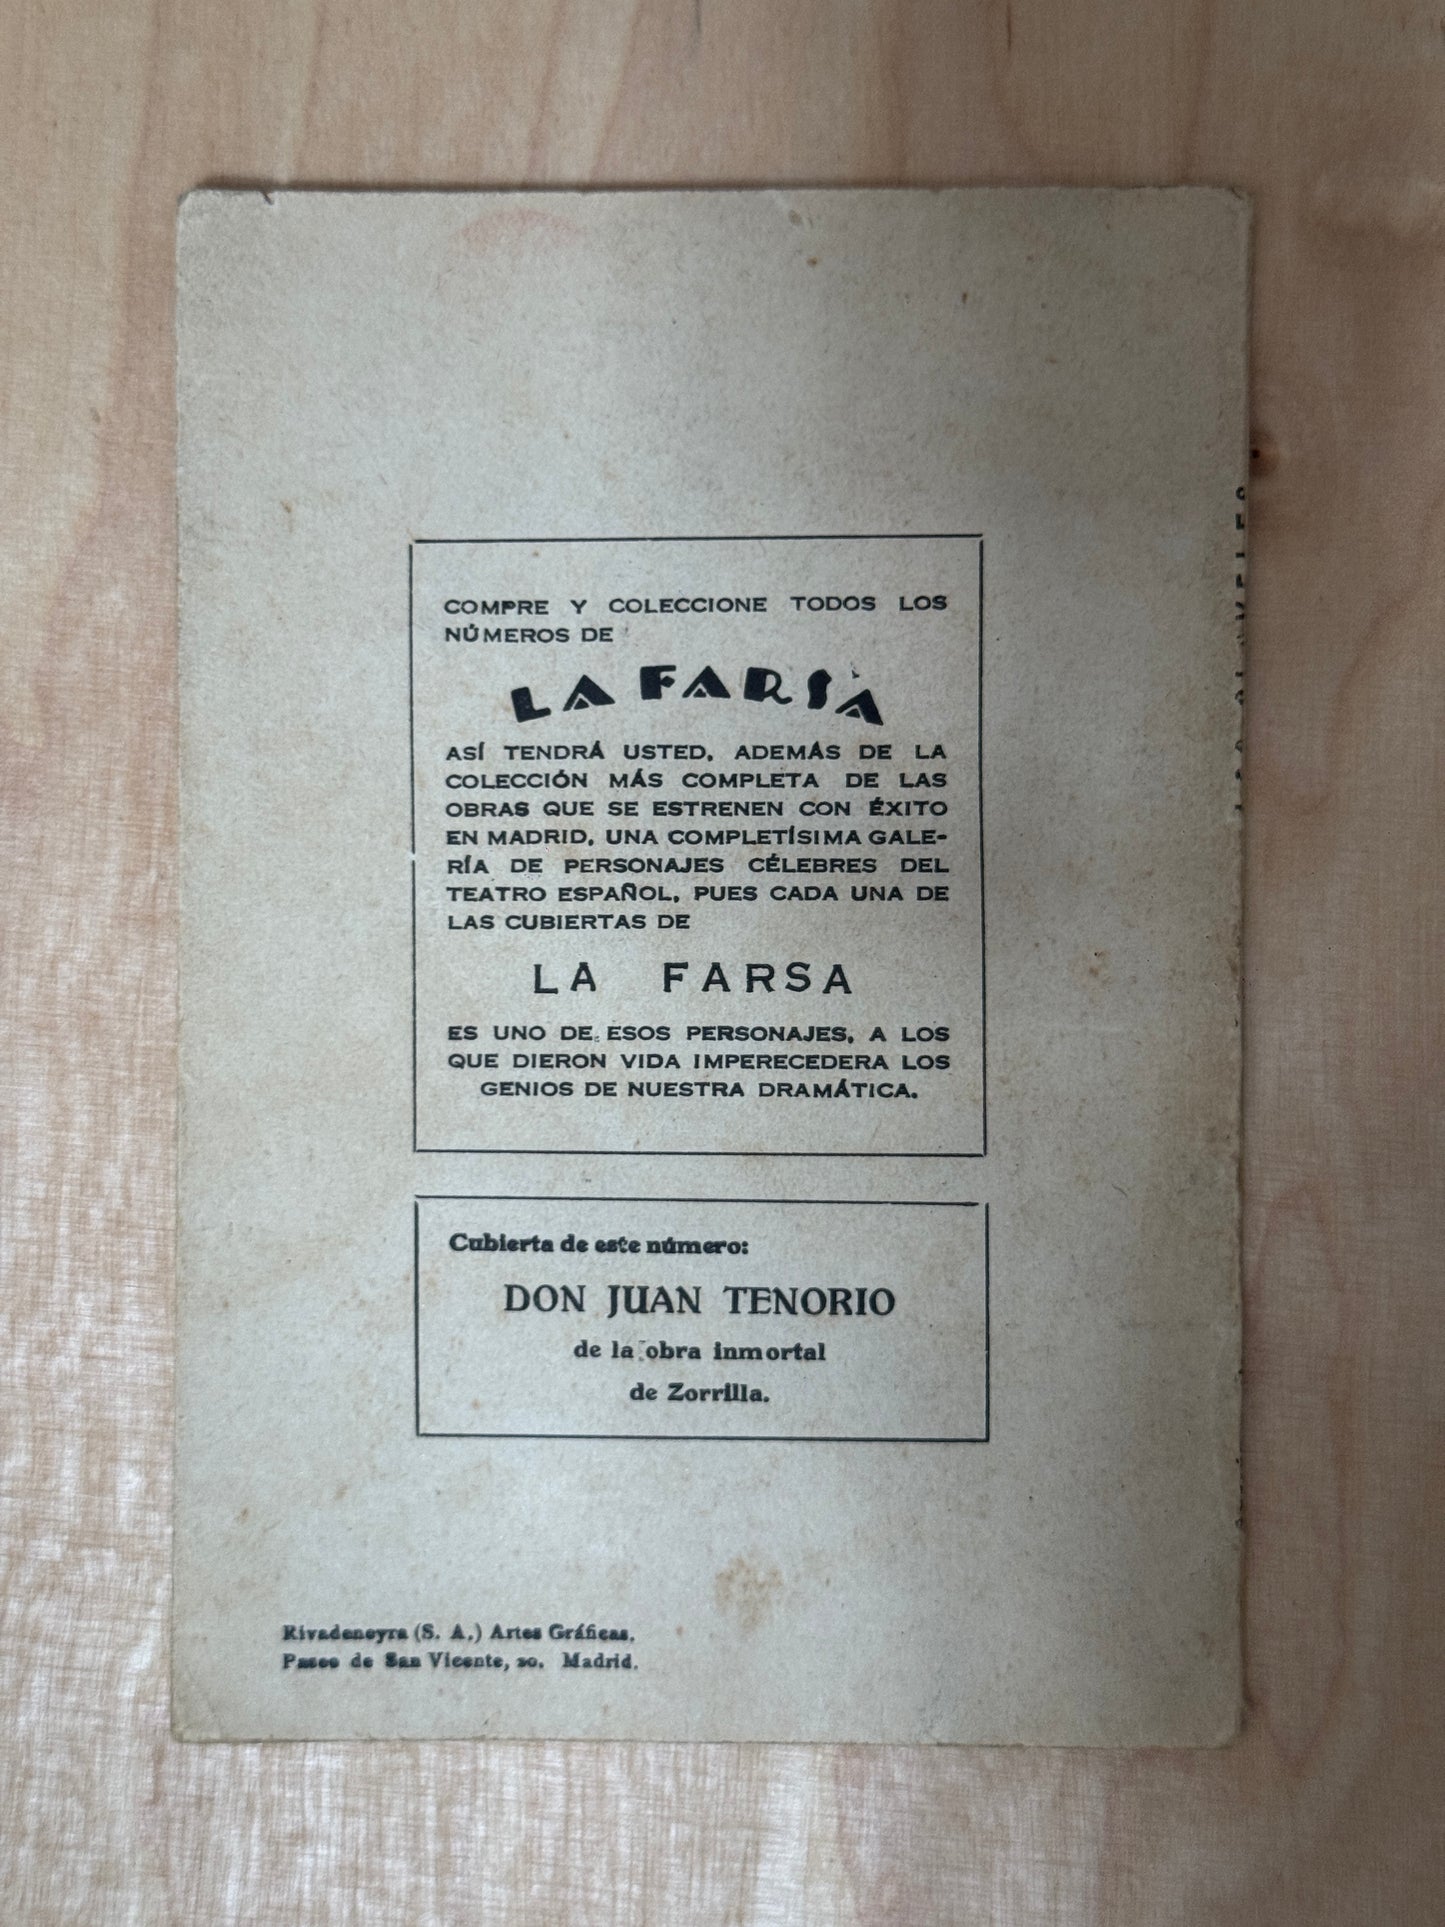 COMPRE Y COLECCIONE TODOS LOS
NÚMEROS DE
LA FARSA
ASÍ TENDRÁ USTED, ADEMÁS DE LA
COLECCIÓN MÁS COMPLETA DE LAS
OBRAS QUE SE ESTRENEN CON ÉXITO
EN MADRID, UNA COMPLETÍSIMA GALE-
RÍA DE PERSONAJES CÉLEBRES DEL
TEATRO ESPAÑOL, PUES CADA UNA DE
LAS CUBIERTAS DE
LA FARSA
ES UNO DE ESOS PERSONAJES, A LOS
QUE DIERON VIDA IMPERECEDERA LOS
GENIOS DE NUESTRA DRAMÁTICA.
Cubierta de este número:
DON JUAN TENORIO
de la obra inmortal
de Zorrilla.
Rivadeneyra (S. A.) Artes Gráficas.
Paseo de San Vicente, 20. Madrid.